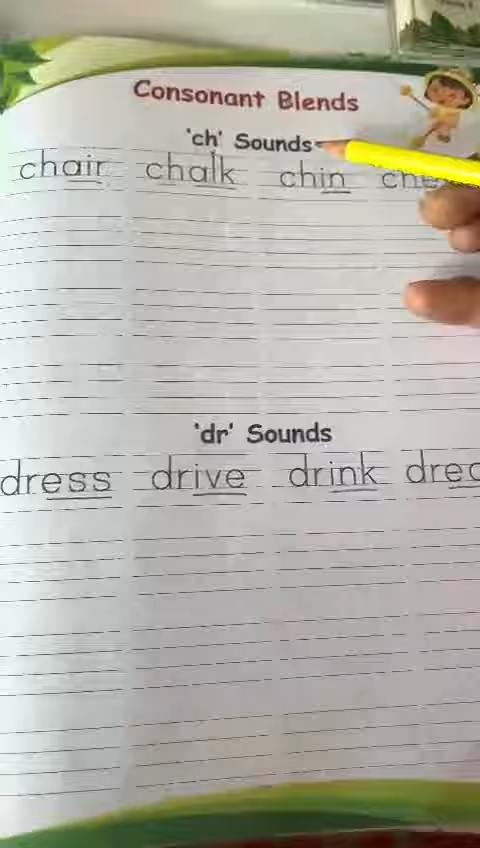 Consonant Blends
'ch' Sounds
chair chalk chin
'dr' Sounds
dress drive drink